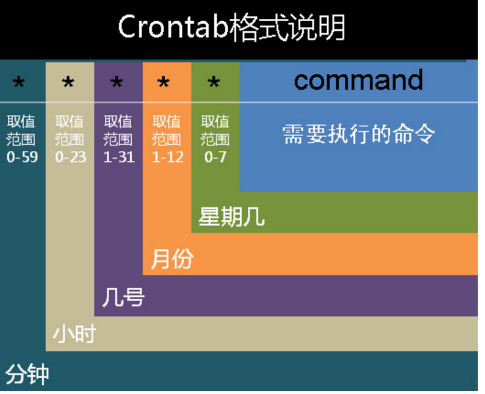 Crontab格式说明
* * * * * command
取值 取值 取值 取值 取值 需要执行的命令
范围 范围 范围 范围 范围
0-59 0-23 1-31 1-12 0-7
星期几
月份
几号
小时
分钟